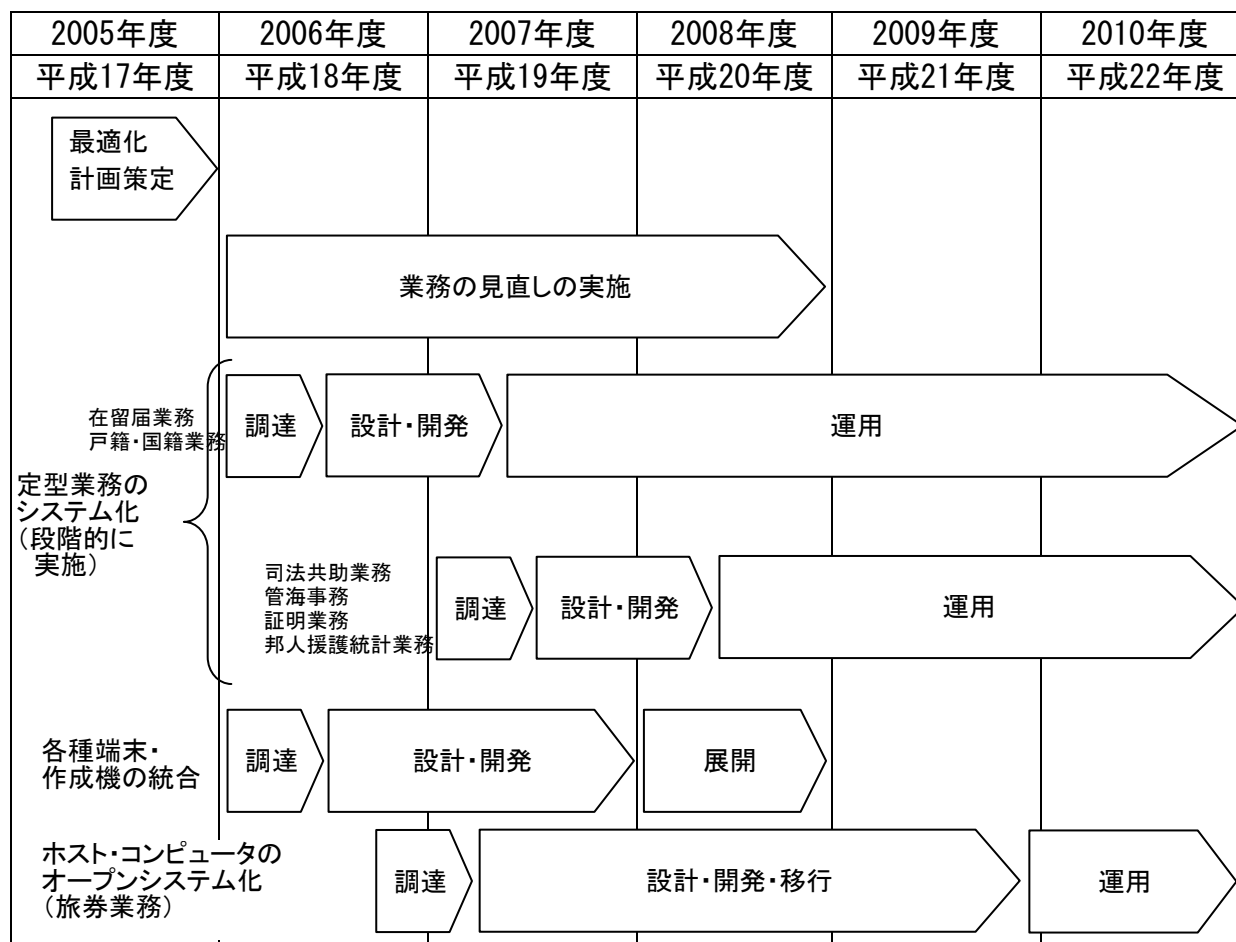 2005年度 2006年度 2007年度 2008年度 2009年度 2010年度
平成17年度 平成18年度 平成19年度 平成20年度 平成21年度 平成22年度
最適化
計画策定
業務の見直しの実施
在留届業務
戸籍・国籍業務
調達 設計・開発 運用
定型業務の
システム化
(段階的に
実施)
司法共助業務
管海事務
証明業務
邦人援護統計業務
調達 設計・開発 運用
各種端末・
作成機の統合
調達 設計・開発 展開
ホスト・コンピュータの
オープンシステム化
(旅券業務)
調達 設計・開発・移行 運用